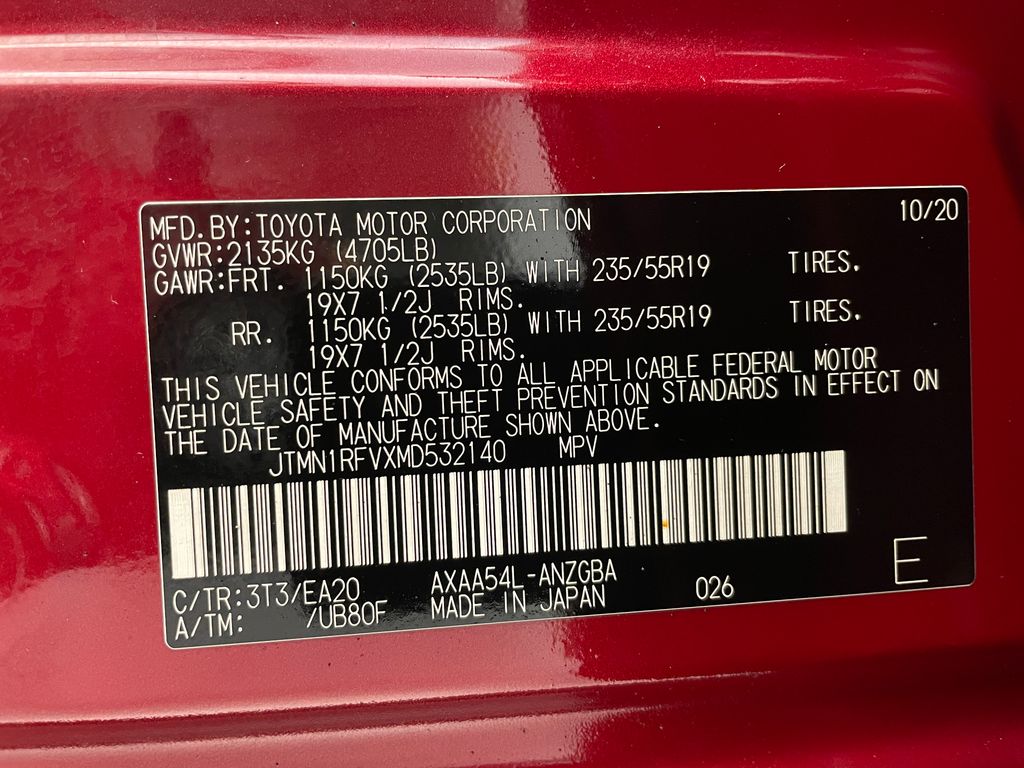 MFD.BY:TOYOTA MOTOR CORPORATION 10/20
GVWR:2135KG (4705LB)
GAWR:FRT. 1150KG (2535LB) WITH 235/55R19 TIRES.
19X7 1/2J RIMS.
RR. 1150KG (2535LB) WITH 235/55R19 TIRES.
19X7 1/2J RIMS.
THIS VEHICLE CONFORMS TO ALL APPLICABLE FEDERAL MOTOR
VEHICLE SAFETY AND THEFT PREVENTION STANDARDS IN EFFECT ON
THE DATE OF MANUFACTURE SHOWN ABOVE.
JTMN1RFVXMD532140 MPV
C/TR:3T3/EA20 AXAA54L-ANZGBA 026 E
A/TM: /UB80F MADE IN JAPAN